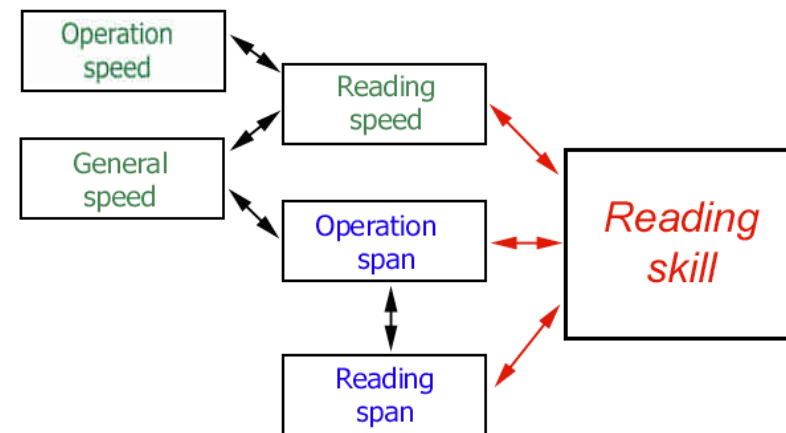 Operation
speed
Reading
speed
General
speed
Operation
span
Reading
skill
Reading
span